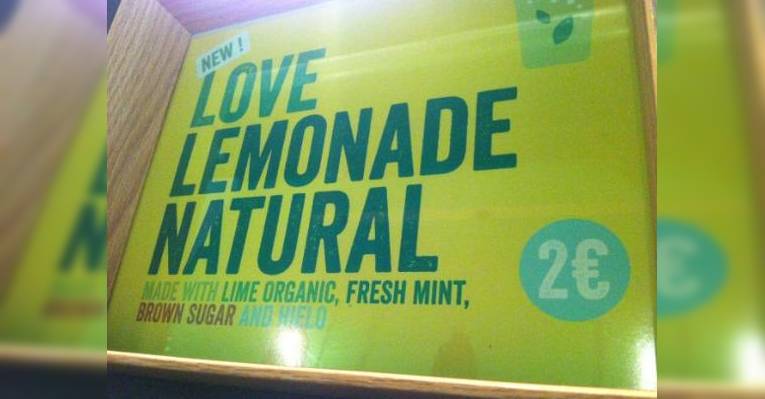 NEW!
LOVE
LEMONADE
NATURAL
MADE WITH LIME ORGANIC, FRESH MINT,
BROWN SUGAR AND HIELO
2€